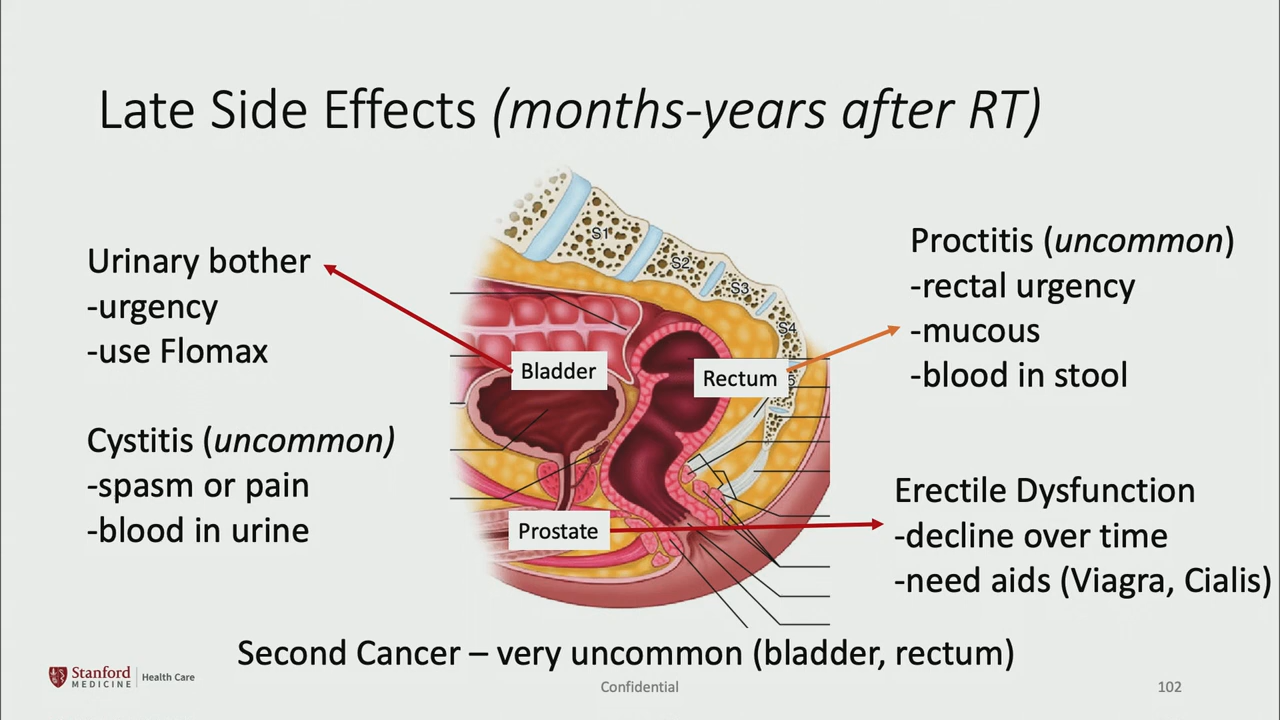 Late Side Effects (months-years after RT)
Urinary bother
-urgency
-use Flomax
Cystitis (uncommon)
-spasm or pain
-blood in urine
S1
S2
S3
S4
5
Bladder
Rectum
Prostate
Proctitis (uncommon)
-rectal urgency
-mucous
-blood in stool
Erectile Dysfunction
-decline over time
-need aids (Viagra, Cialis)
Second Cancer – very uncommon (bladder, rectum)
Stanford
MEDICINE
Health Care
Confidential
102